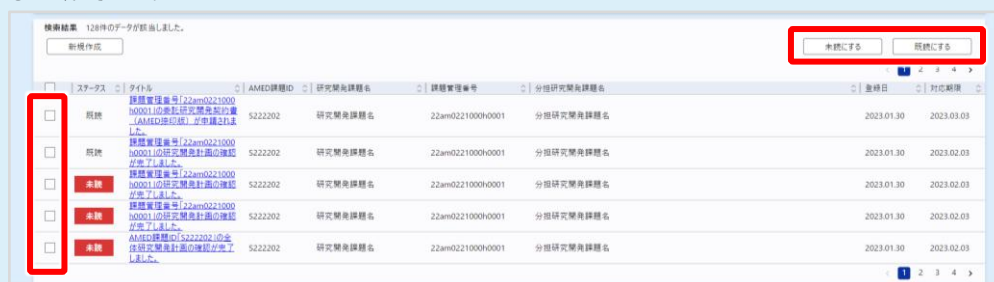 検索結果 128件のデータが該当しました。
新規作成 未読にする 既読にする
1 2 3 4
ステータス タイトル AMED課題ID 研究開発課題名 課題管理番号 分担研究開発課題名 登録日 対応期限
課題管理番号「22am0221000
h0001」の委託研究開発契約書
(AMED捺印版)が申請されま
した。
既読 S222202 研究開発課題名 22am0221000h0001 分担研究開発課題名 2023.01.30 2023.03.03
課題管理番号「22am0221000
h0001」の研究開発計画の確認
が完了しました。
既読 S222202 研究開発課題名 22am0221000h0001 分担研究開発課題名 2023.01.30 2023.02.03
課題管理番号「22am0221000
h0001」の研究開発計画の確認
が完了しました。
未読 S222202 研究開発課題名 22am0221000h0001 分担研究開発課題名 2023.01.30 2023.02.03
課題管理番号「22am0221000
h0001」の研究開発計画の確認
が完了しました。
未読 S222202 研究開発課題名 22am0221000h0001 分担研究開発課題名 2023.01.30 2023.02.03
AMED課題ID「S222202」の全
体研究開発計画の確認が完了
しました。
未読 S222202 研究開発課題名 22am0221000h0001 分担研究開発課題名 2023.01.30 2023.02.03
1 2 3 4